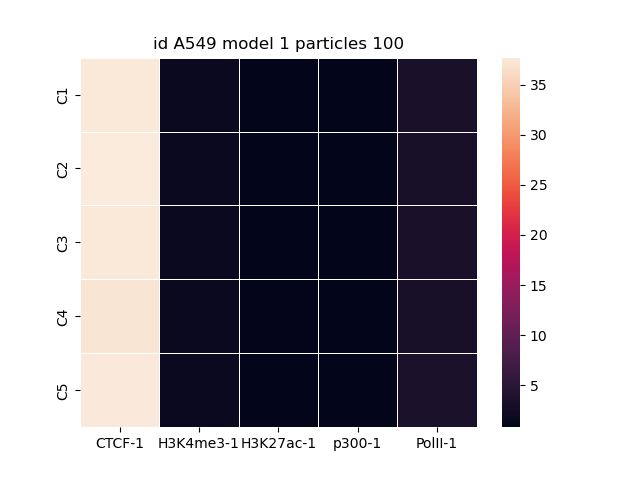 id A549 model 1 particles 100
C1
C2
C3
C4
C5
CTCF-1 H3K4me3-1 H3K27ac-1 p300-1 PolII-1
35
30
25
20
15
10
5